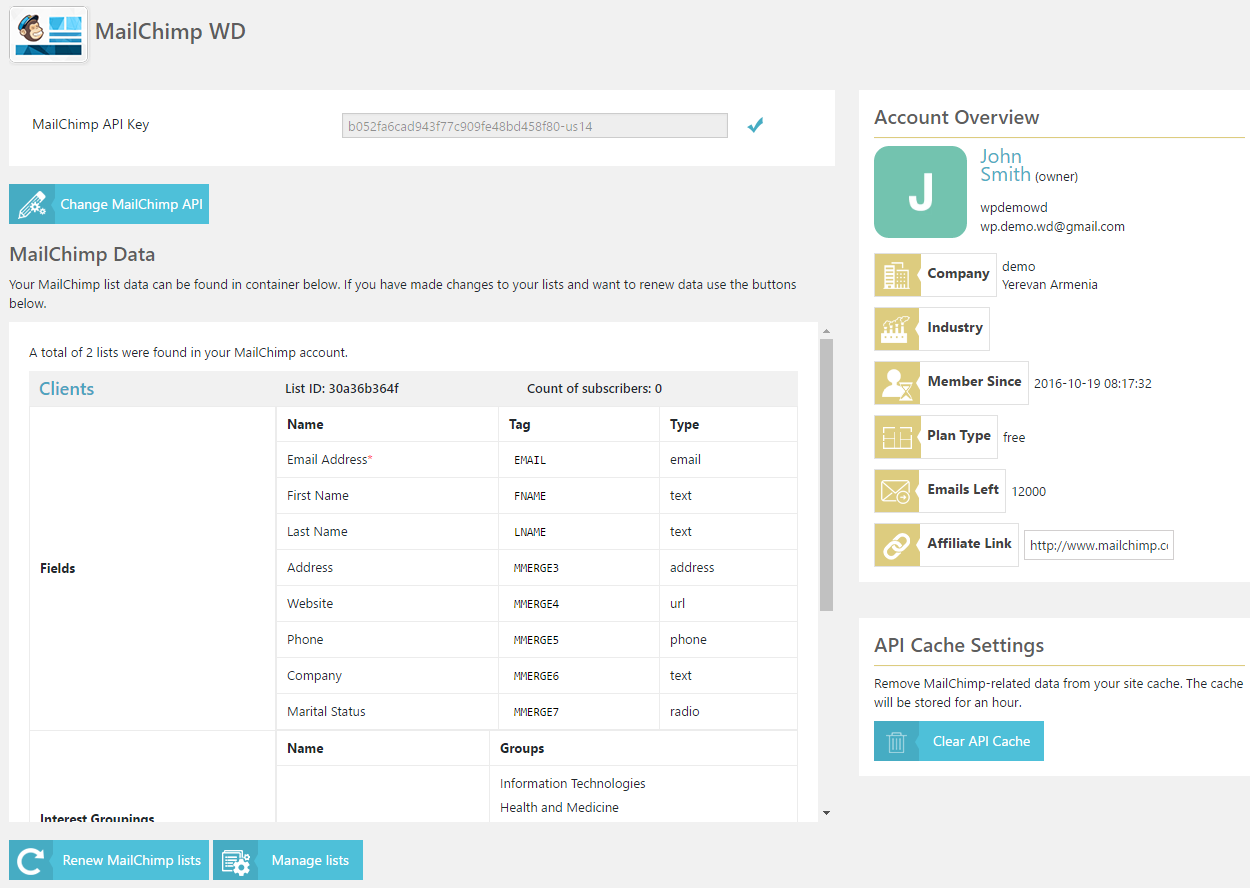 MailChimp WD
MailChimp API Key
b052fa6cad943f77c909fe48bd458f80-us14
Change MailChimp API
MailChimp Data
Your MailChimp list data can be found in container below. If you have made changes to your lists and want to renew data use the buttons
below.
A total of 2 lists were found in your MailChimp account.
Clients List ID: 30a36b364f Count of subscribers: 0
Fields
Name Tag Type
Email Address* EMAIL email
First Name FNAME text
Last Name LNAME text
Address MMERGE3 address
Website MMERGE4 url
Phone MMERGE5 phone
Company MMERGE6 text
Marital Status MMERGE7 radio
Interest Groupings
Name Groups
Information Technologies
Health and Medicine
Renew MailChimp lists
Manage lists
Account Overview
J
John
Smith (owner)
wpdemowd
wp.demo.wd@gmail.com
Company
demo
Yerevan Armenia
Industry
Member Since 2016-10-19 08:17:32
Plan Type free
Emails Left 12000
Affiliate Link http://www.mailchimp.c
API Cache Settings
Remove MailChimp-related data from your site cache. The cache
will be stored for an hour.
Clear API Cache